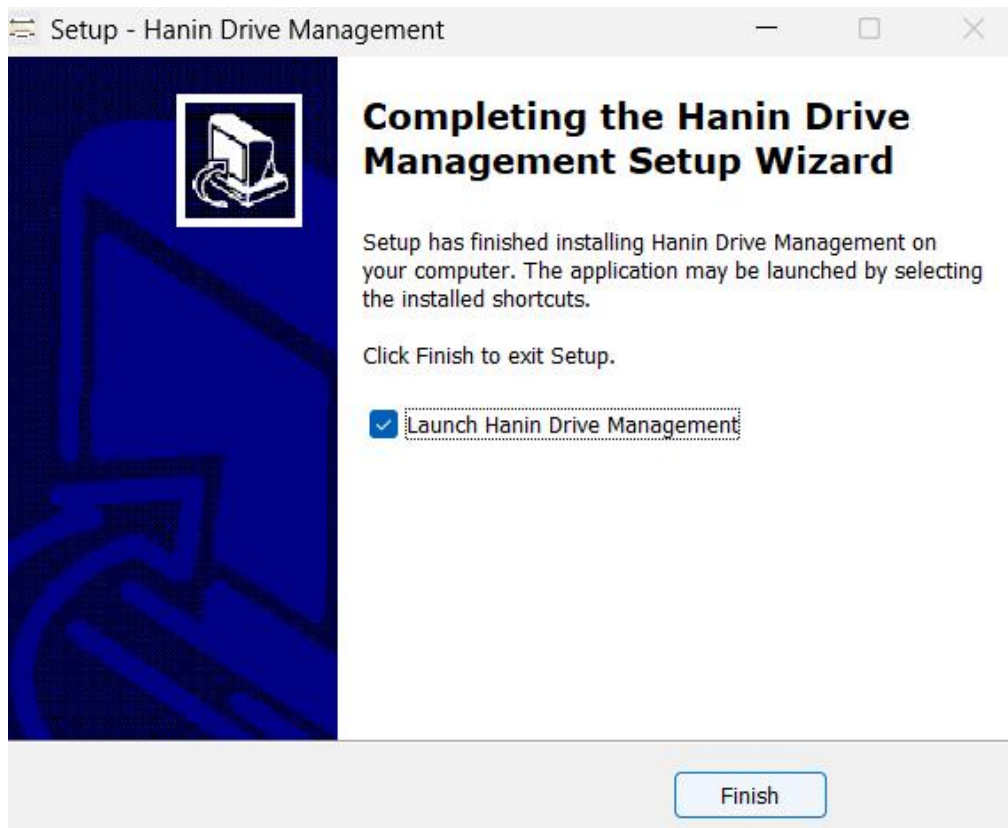 Setup - Hanin Drive Management
Completing the Hanin Drive
Management Setup Wizard
Setup has finished installing Hanin Drive Management on
your computer. The application may be launched by selecting
the installed shortcuts.
Click Finish to exit Setup.
Launch Hanin Drive Management
Finish